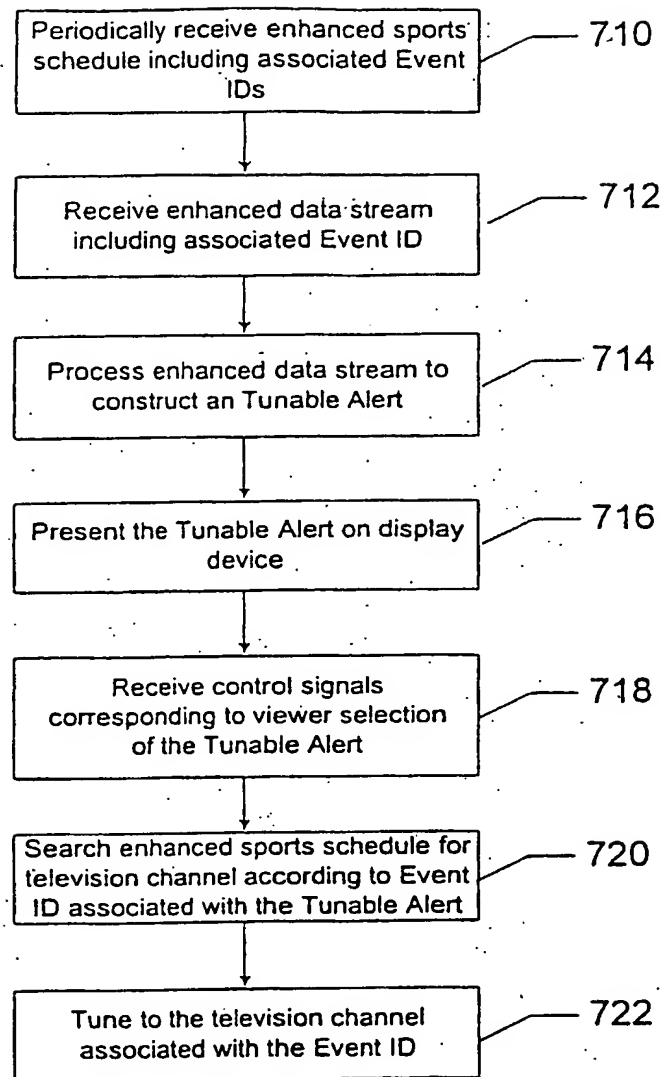 Periodically receive enhanced sports
schedule including associated Event
IDs
710
Receive enhanced data stream
including associated Event ID
712
Process enhanced data stream to
construct an Tunable Alert
714
Present the Tunable Alert on display
device
716
Receive control signals
corresponding to viewer selection
of the Tunable Alert
718
Search enhanced sports schedule for
television channel according to Event
ID associated with the Tunable Alert
720
Tune to the television channel
associated with the Event ID
722